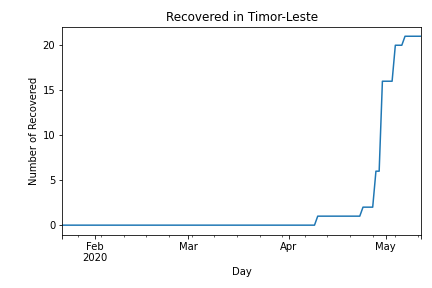 Recovered in Timor-Leste
Number of Recovered
20
15
10
5
0
Feb
2020
Mar
Apr
May
Day